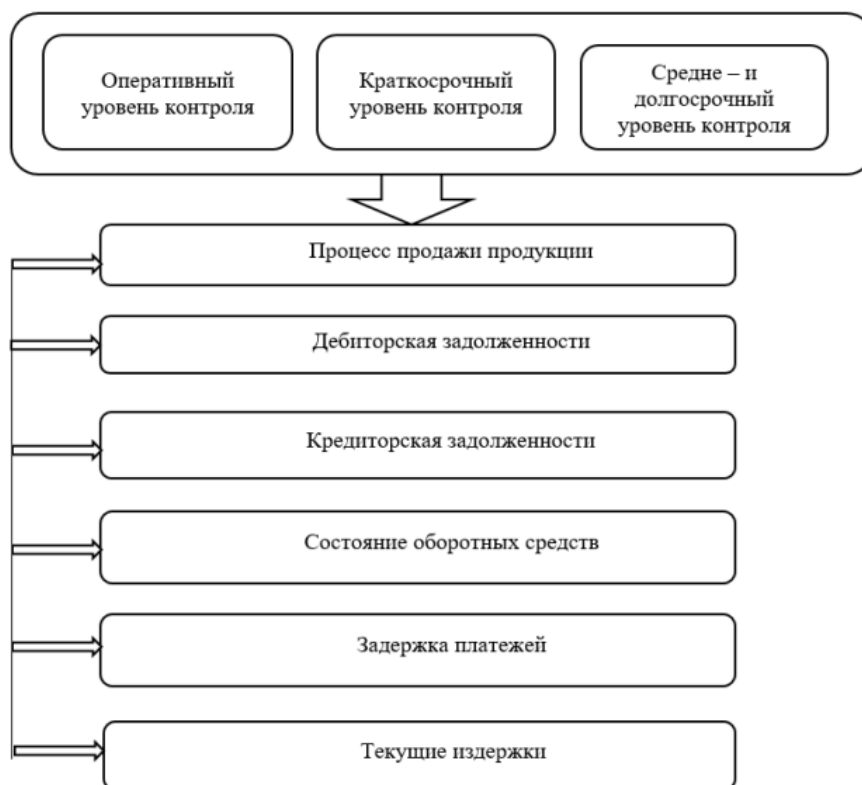 Оперативный
уровень контроля
Краткосрочный
уровень контроля
Средне – и
долгосрочный
уровень контроля
Процесс продажи продукции
Дебиторская задолженности
Кредиторская задолженности
Состояние оборотных средств
Задержка платежей
Текущие издержки